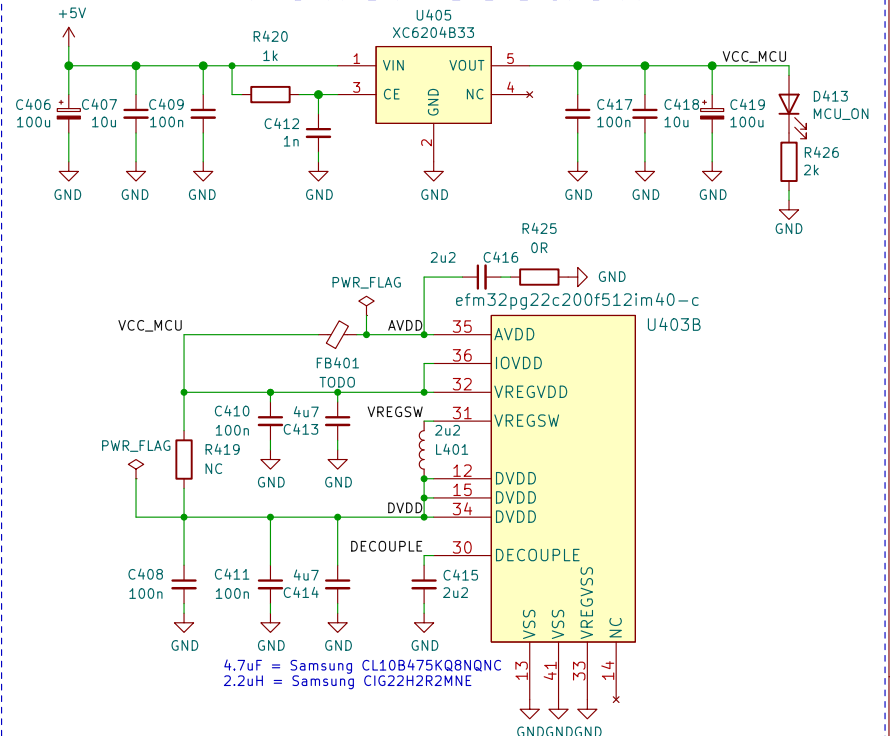 +5V
U405
XC6204B33
R420
1k
1
VIN
VOUT
5
VCC_MCU
3
CE
NC
4
GND
2
C406
100u
C407
10u
C409
100n
C412
1n
C417
100n
C418
10u
C419
100u
D413
MCU_ON
R426
2k
GND
GND
GND
GND
GND
GND
GND
GND
GND
R425
0R
2u2
C416
GND
PWR_FLAG
efm32pg22c200f512im40-c
U403B
VCC_MCU
AVDD
35
AVDD
FB401
TODO
36
IOVDD
32
VREGVDD
C410
100n
4u7
C413
VREGSW
31
VREGSW
2u2
L401
PWR_FLAG
R419
NC
GND
GND
12
DVDD
15
DVDD
DVDD
34
DVDD
DECOUPLE
30
DECOUPLE
C408
100n
C411
100n
4u7
C414
C415
2u2
VSS
VSS
VREGVSS
NC
GND
GND
GND
GND
13
41
33
14
4.7uF = Samsung CL10B475KQ8NQNC
2.2uH = Samsung CIG22H2R2MNE
GND
GND
GND